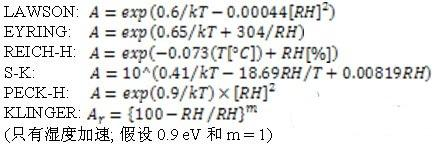 LAWSON: A = exp(0.6/kT − 0.00044[RH]²)
EYRING: A = exp(0.65/kT + 304/RH)
REICH-H: A = exp(−0.073(T[°C]) + RH[%])
S-K: A = 10^(0.41/kT − 18.69RH/T + 0.00819RH)
PECK-H: A = exp(0.9/kT) × [RH]²
KLINGER: Aᵣ = {100 − RH/RH}ᵐ
(只有湿度加速; 假设 0.9 eV 和 m = 1)